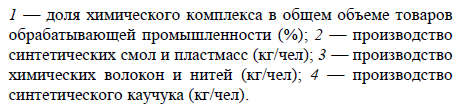 1 — доля химического комплекса в общем объеме товаров
обрабатывающей промышленности (%); 2 — производство
синтетических смол и пластмасс (кг/чел); 3 — производство
химических волокон и нитей (кг/чел); 4 — производство
синтетического каучука (кг/чел).